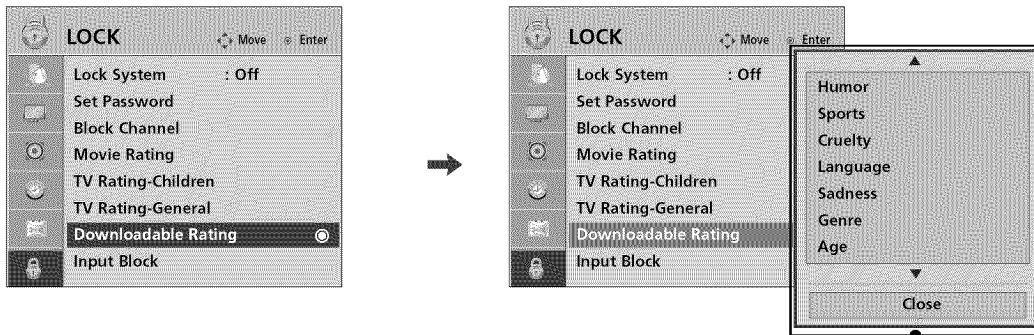 LOCK Move Enter
Lock System : Off
Set Password
Block Channel
Movie Rating
TV Rating-Children
TV Rating-General
Downloadable Rating
Input Block
LOCK Move Enter
Lock System : Off
Set Password
Block Channel
Movie Rating
TV Rating-Children
TV Rating-General
Downloadable Rating
Input Block
Humor
Sports
Cruelty
Language
Sadness
Genre
Age
Close